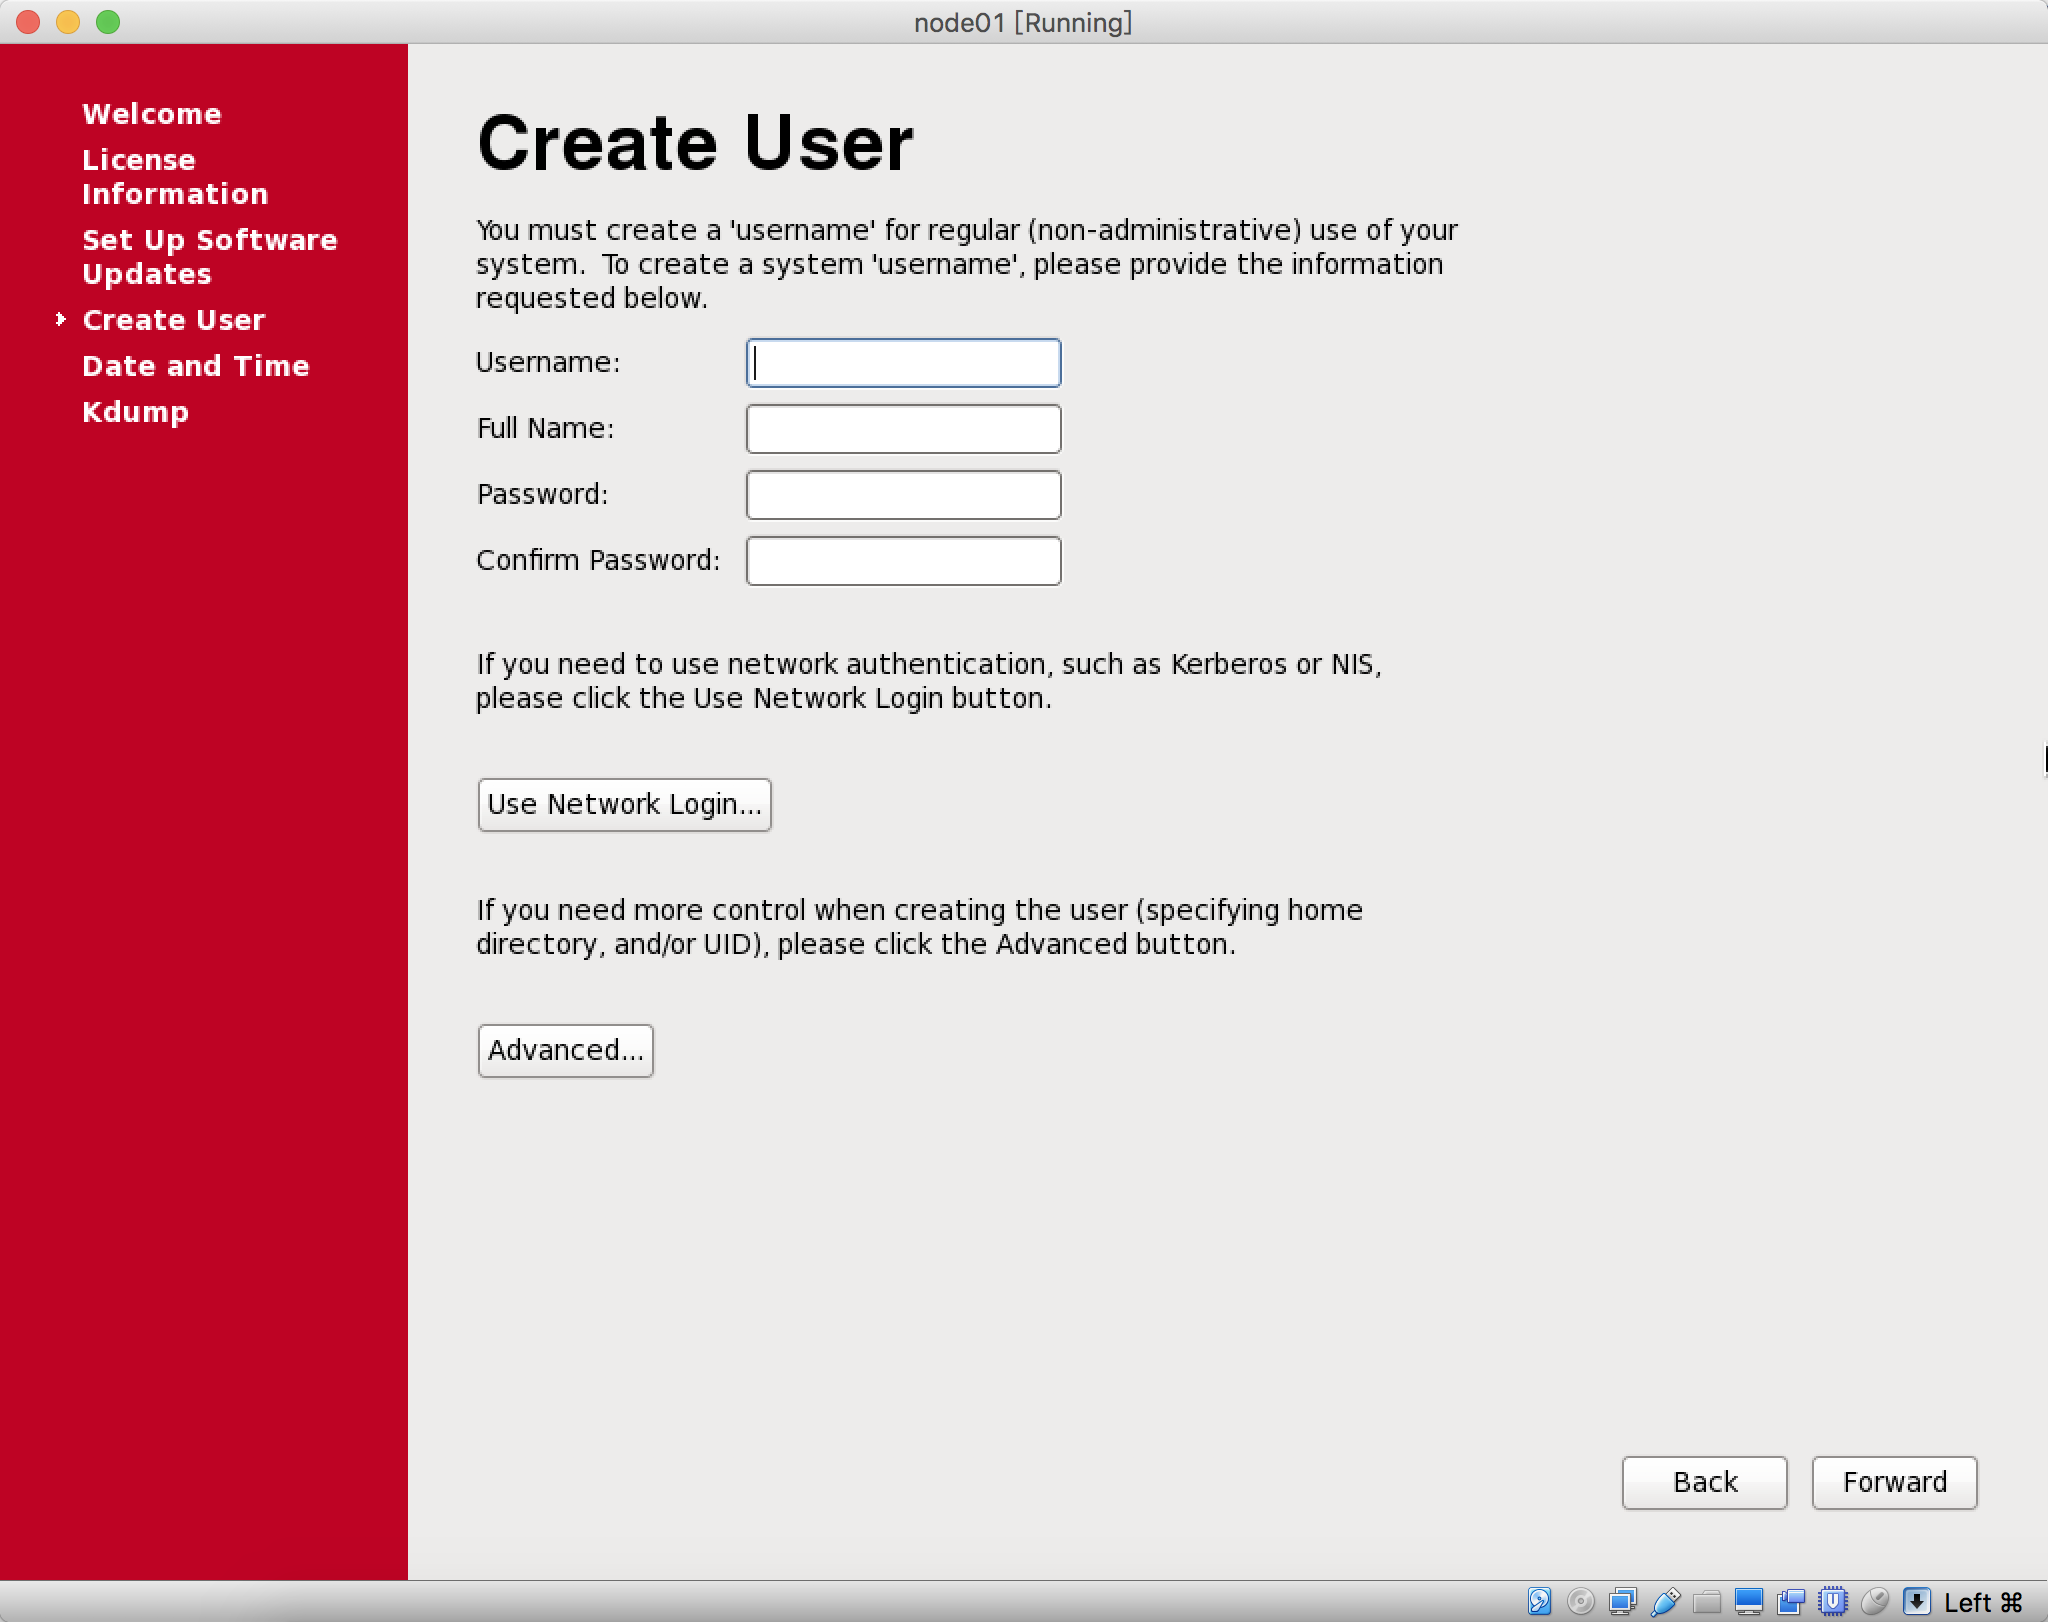 node01 [Running]
Welcome
License
Information
Set Up Software
Updates
Create User
Date and Time
Kdump
Create User
You must create a 'username' for regular (non-administrative) use of your
system.  To create a system 'username', please provide the information
requested below.
Username:
Full Name:
Password:
Confirm Password:
If you need to use network authentication, such as Kerberos or NIS,
please click the Use Network Login button.
Use Network Login...
If you need more control when creating the user (specifying home
directory, and/or UID), please click the Advanced button.
Advanced...
Back
Forward
Left ⌘